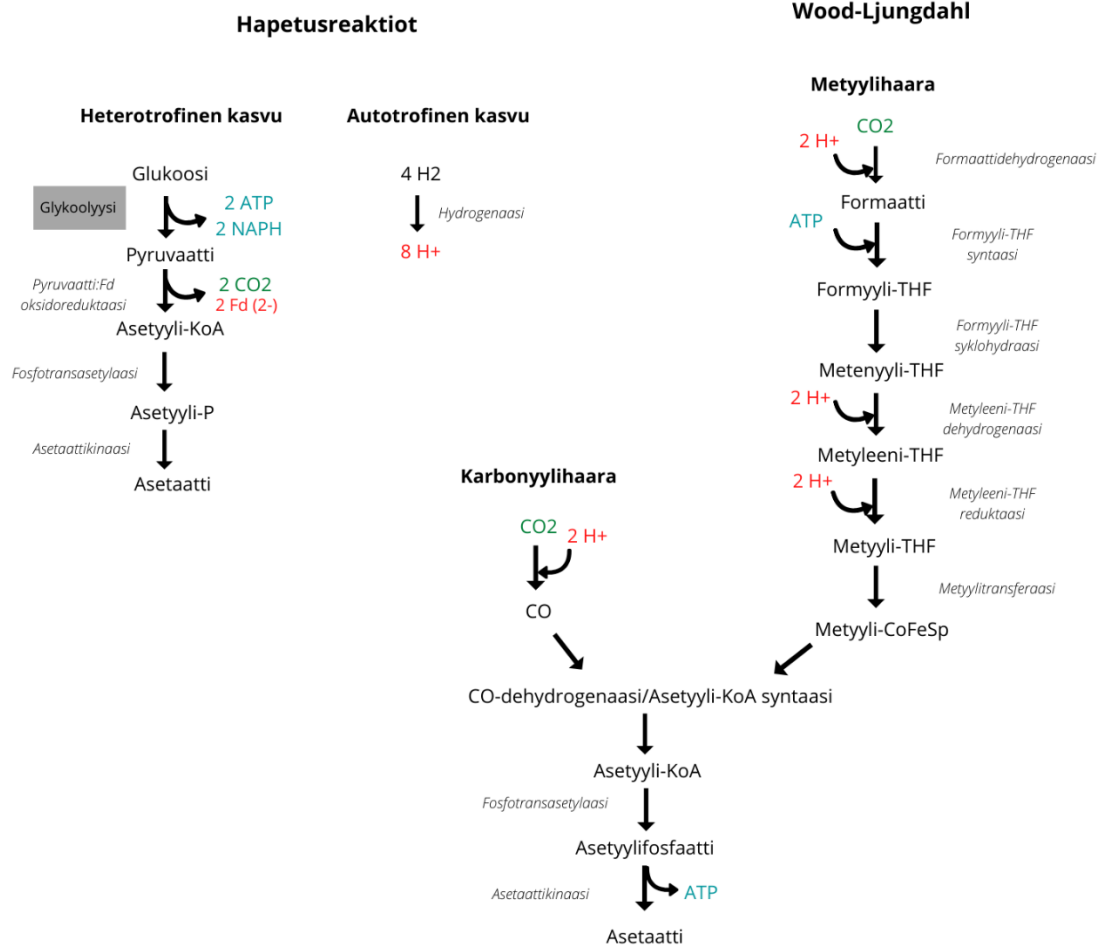 Hapetusreaktiot
Heterotrofinen kasvu
Glukoosi
Glykoolyysi
2 ATP
2 NAPH
Pyruvaatti
Pyruvaatti:Fd
oksidoreduktaasi
2 CO2
2 Fd (2-)
Asetyyli-KoA
Fosfotransasetylaasi
Asetyyli-P
Asetaattikinaasi
Asetaatti
Autotrofinen kasvu
4 H2
Hydrogenaasi
8 H+
Wood-Ljungdahl
Metyylihaara
CO2
2 H+
Formaattidehydrogenaasi
Formaatti
ATP
Formyyli-THF
syntaasi
Formyyli-THF
Formyyli-THF
syklohydraasi
Metenyyli-THF
2 H+
Metyleeni-THF
dehydrogenaasi
Metyleeni-THF
2 H+
Metyleeni-THF
reduktaasi
Metyyli-THF
Metyylitransferaasi
Metyyli-CoFeSp
Karbonyylihaara
CO2
2 H+
CO
CO-dehydrogenaasi/Asetyyli-KoA syntaasi
Asetyyli-KoA
Fosfotransasetylaasi
Asetyylifosfaatti
Asetaattikinaasi
ATP
Asetaatti